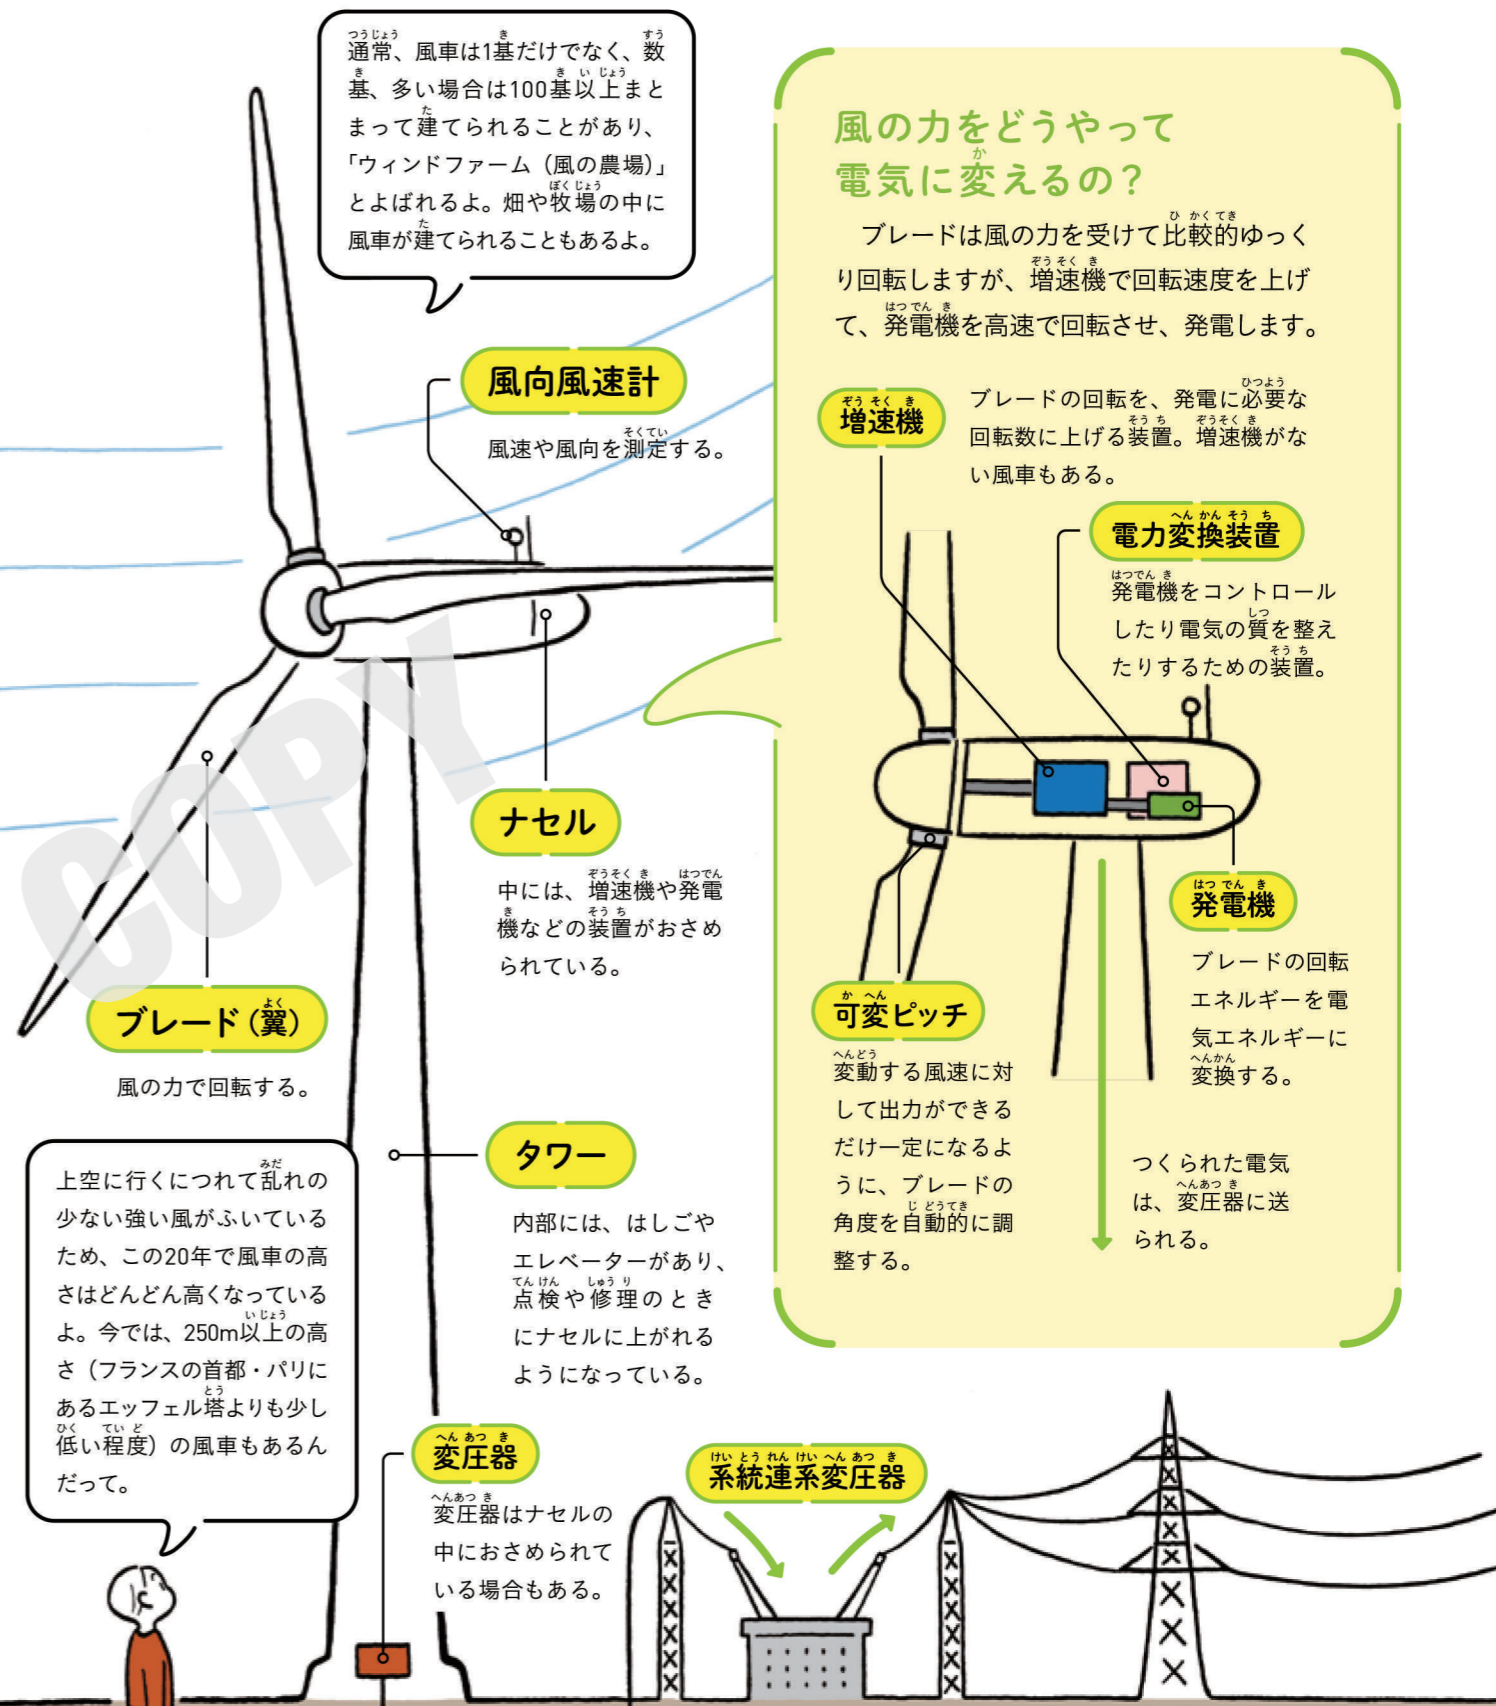 通常、風車は1基だけでなく、数
基、多い場合は100基以上まと
まって建てられることがあり、
「ウィンドファーム（風の農場）」
とよばれるよ。畑や牧場の中に
風車が建てられることもあるよ。
風向風速計
風速や風向を測定する。
ナセル
中には、増速機や発電
機などの装置がおさめ
られている。
ブレード（翼）
風の力で回転する。
タワー
内部には、はしごや
エレベーターがあり、
点検や修理のとき
にナセルに上がれる
ようになっている。
上空に行くにつれて乱れの
少ない強い風がふいている
ため、この20年で風車の高
さはどんどん高くなっている
よ。今では、250m以上の高
さ（フランスの首都・パリに
あるエッフェル塔よりも少し
低い程度）の風車もあるん
だって。
変圧器
変圧器はナセルの
中におさめられて
いる場合もある。
系統連系変圧器
風の力をどうやって
電気に変えるの？
ブレードは風の力を受けて比較的ゆっく
り回転しますが、増速機で回転速度を上げ
て、発電機を高速で回転させ、発電します。
増速機
ブレードの回転を、発電に必要な
回転数に上げる装置。増速機がな
い風車もある。
電力変換装置
発電機をコントロール
したり電気の質を整え
たりするための装置。
発電機
ブレードの回転
エネルギーを電
気エネルギーに
変換する。
可変ピッチ
変動する風速に対
して出力ができる
だけ一定になるよ
うに、ブレードの
角度を自動的に調
整する。
つくられた電気
は、変圧器に送
られる。
COPY